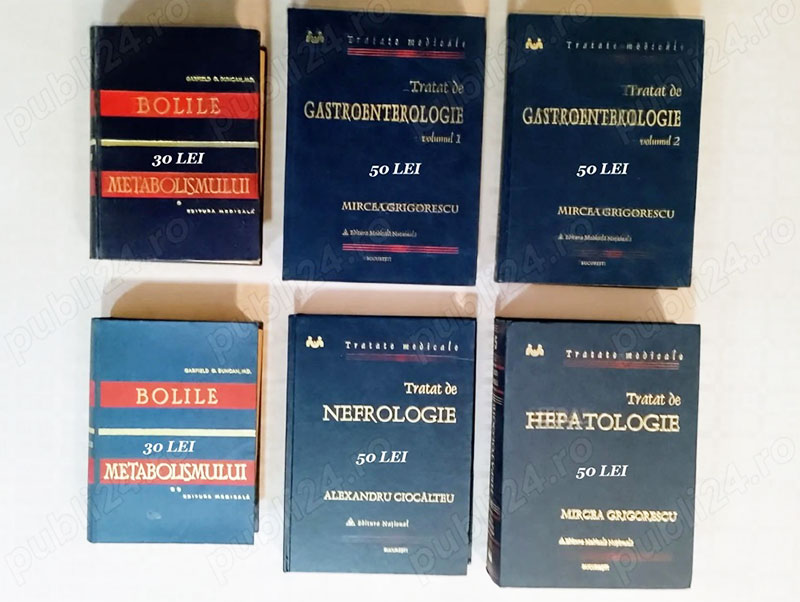 GARFIELD G. DUNCAN, M.D.
BOLILE
30 LEI
METABOLISMULUI
*
EDITURA MEDICALĂ
Tratate medicale
Tratat de
GASTROENTEROLOGIE
volumul 1
50 LEI
MIRCEA GRIGORESCU
Editura Medicală Națională
BUCUREȘTI
Tratate medicale
Tratat de
GASTROENTEROLOGIE
volumul 2
50 LEI
MIRCEA GRIGORESCU
Editura Medicală Națională
BUCUREȘTI
GARFIELD G. DUNCAN, M.D.
BOLILE
30 LEI
METABOLISMULUI
**
EDITURA MEDICALĂ
Tratate medicale
Tratat de
NEFROLOGIE
50 LEI
ALEXANDRU CIOCÂLTEU
Editura Național
BUCUREȘTI
Tratate medicale
Tratat de
HEPATOLOGIE
50 LEI
MIRCEA GRIGORESCU
Editura Medicală Națională
BUCUREȘTI
publi24.ro